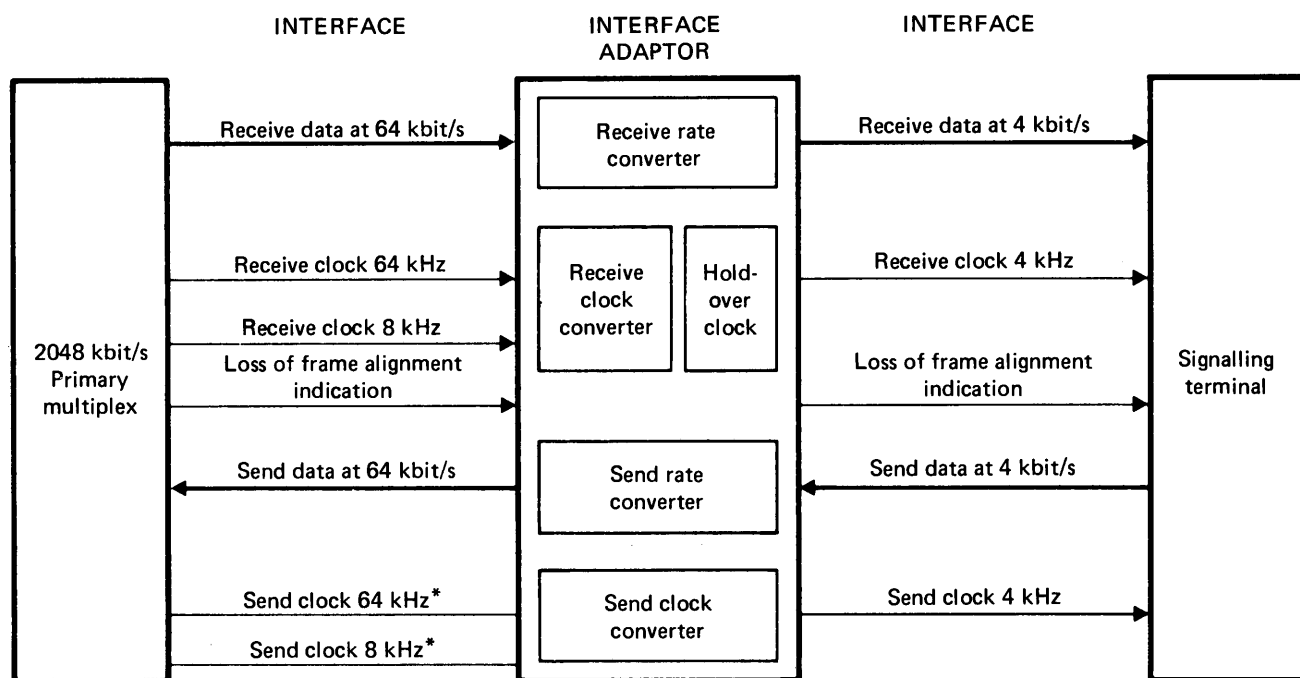 INTERFACE
INTERFACE
ADAPTOR
INTERFACE
2048 kbit/s
Primary
multiplex
Receive data at 64 kbit/s
Receive clock 64 kHz
Receive clock 8 kHz
Loss of frame alignment
indication
Send data at 64 kbit/s
Send clock 64 kHz*
Send clock 8 kHz*
Receive rate
converter
Receive
clock
converter
Hold-
over
clock
Send rate
converter
Send clock
converter
Receive data at 4 kbit/s
Receive clock 4 kHz
Loss of frame alignment
indication
Send data at 4 kbit/s
Send clock 4 kHz
Signalling
terminal